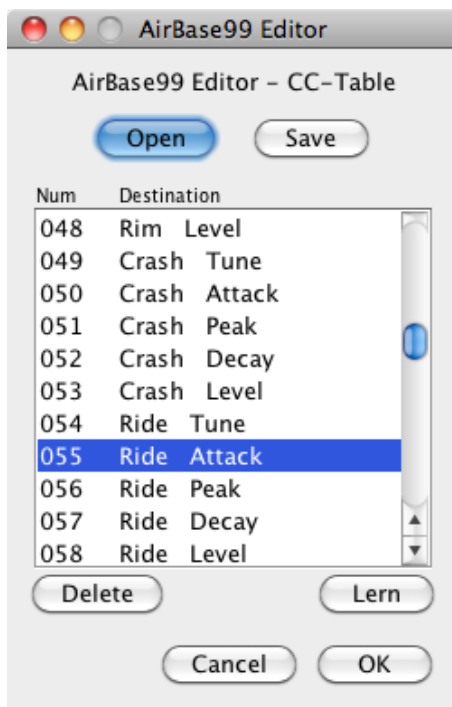 AirBase99 Editor
AirBase99 Editor – CC-Table
Open Save
Num Destination
048 Rim Level
049 Crash Tune
050 Crash Attack
051 Crash Peak
052 Crash Decay
053 Crash Level
054 Ride Tune
055 Ride Attack
056 Ride Peak
057 Ride Decay
058 Ride Level
Delete Lern
Cancel OK